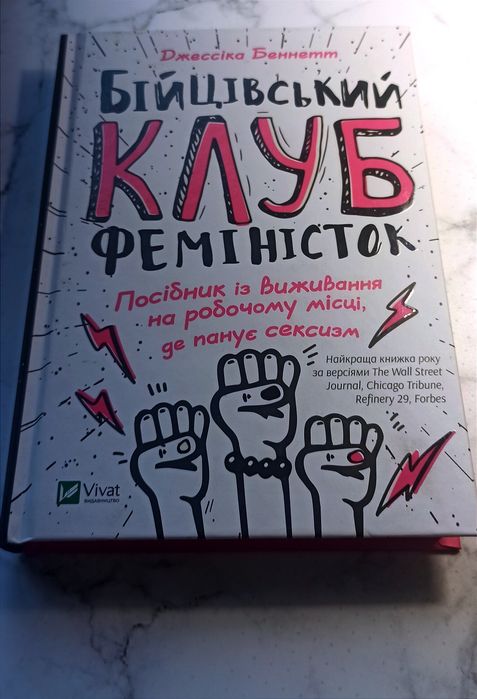 Джессіка Беннетт
БІЙЦІВСЬКИЙ
КЛУБ
ФЕМІНІСТОК
Посібник із виживання
на робочому місці,
де панує сексизм
Найкраща книжка року
за версіями The Wall Street
Journal, Chicago Tribune,
Refinery 29, Forbes
Vivat
ВИДАВНИЦТВО